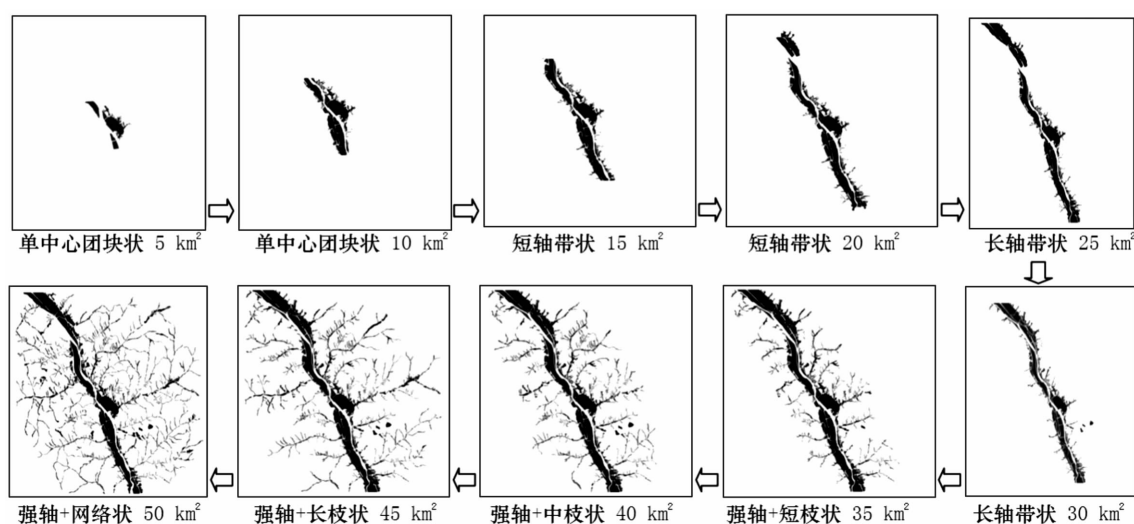 单中心团块状 5 km²
单中心团块状 10 km²
短轴带状 15 km²
短轴带状 20 km²
长轴带状 25 km²
强轴+网络状 50 km²
强轴+长枝状 45 km²
强轴+中枝状 40 km²
强轴+短枝状 35 km²
长轴带状 30 km²